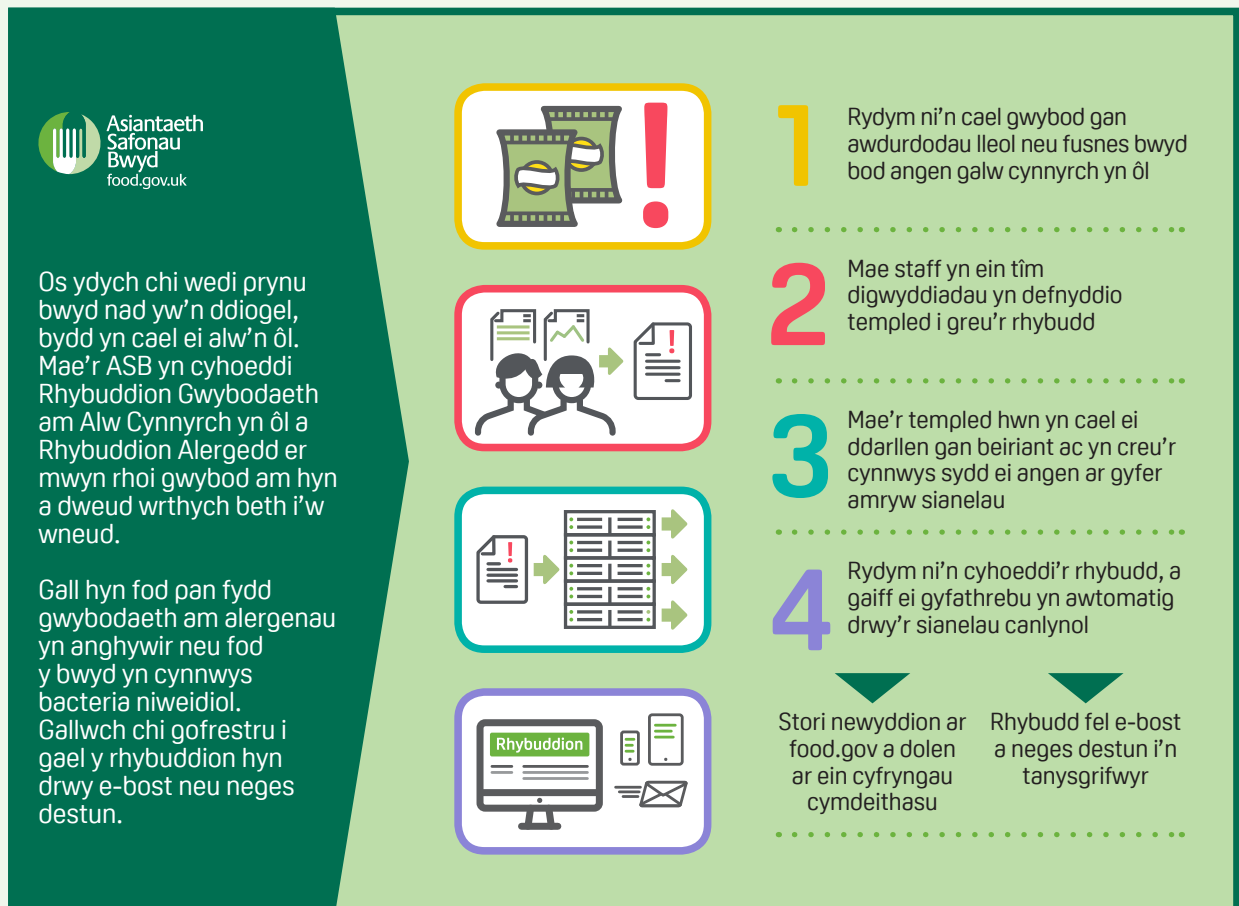 Asiantaeth
Safonau
Bwyd
food.gov.uk
Os ydych chi wedi prynu
bwyd nad yw'n ddiogel,
bydd yn cael ei alw'n ôl.
Mae'r ASB yn cyhoeddi
Rhybuddion Gwybodaeth
am Alw Cynnyrch yn ôl a
Rhybuddion Alergedd er
mwyn rhoi gwybod am hyn
a dweud wrthych beth i'w
wneud.
Gall hyn fod pan fydd
gwybodaeth am alergenau
yn anghywir neu fod
y bwyd yn cynnwys
bacteria niweidiol.
Gallwch chi gofrestru i
gael y rhybuddion hyn
drwy e-bost neu neges
destun.
!
1
Rydym ni'n cael gwybod gan
awdurdodau lleol neu fusnes bwyd
bod angen galw cynnyrch yn ôl
!
2
Mae staff yn ein tîm
digwyddiadau yn defnyddio
templed i greu'r rhybudd
!
3
Mae'r templed hwn yn cael ei
ddarllen gan beiriant ac yn creu'r
cynnwys sydd ei angen ar gyfer
amryw sianelau
Rhybuddion
4
Rydym ni'n cyhoeddi'r rhybudd, a
gaiff ei gyfathrebu yn awtomatig
drwy'r sianelau canlynol
Stori newyddion ar
food.gov a dolen
ar ein cyfryngau
cymdeithasu
Rhybudd fel e-bost
a neges destun i'n
tanysgrifwyr